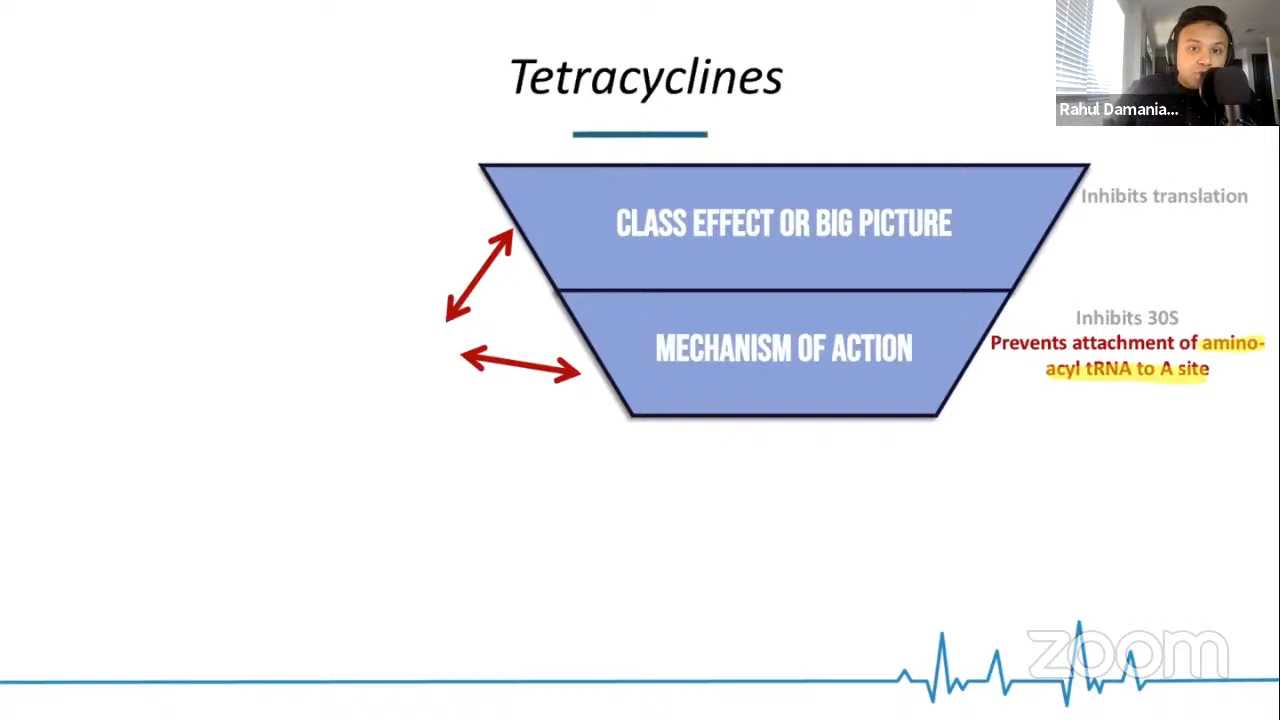 Tetracyclines
Rahul Damania...
CLASS EFFECT OR BIG PICTURE
Inhibits translation
MECHANISM OF ACTION
Inhibits 30S
Prevents attachment of amino-
acyl tRNA to A site
zoom